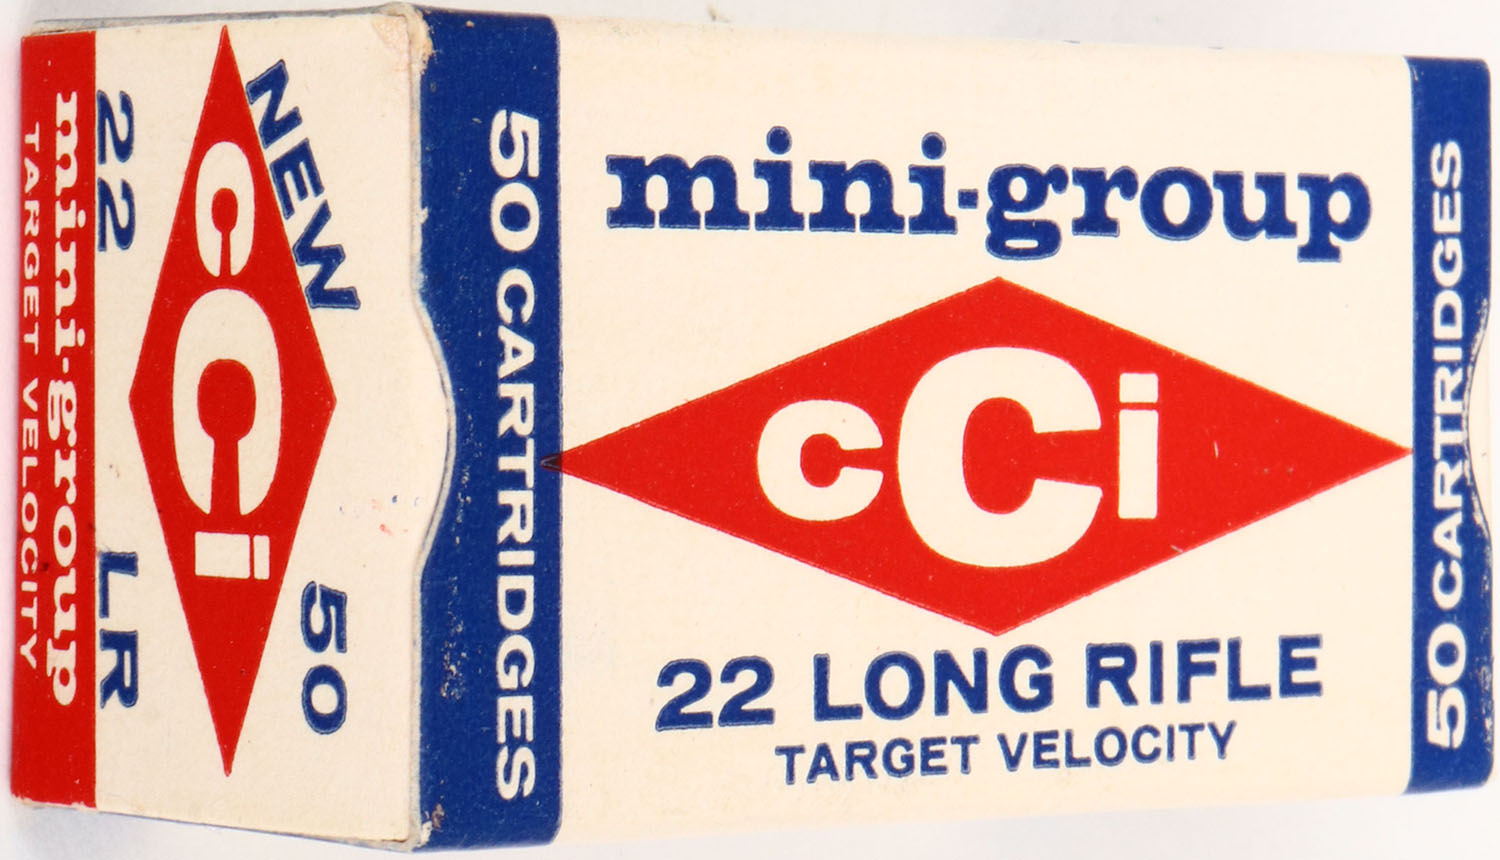 mini-group
TARGET VELOCITY
22 LR
cCi
NEW
50
50 CARTRIDGES
mini-group
cCi
22 LONG RIFLE
TARGET VELOCITY
50 CARTRIDGES